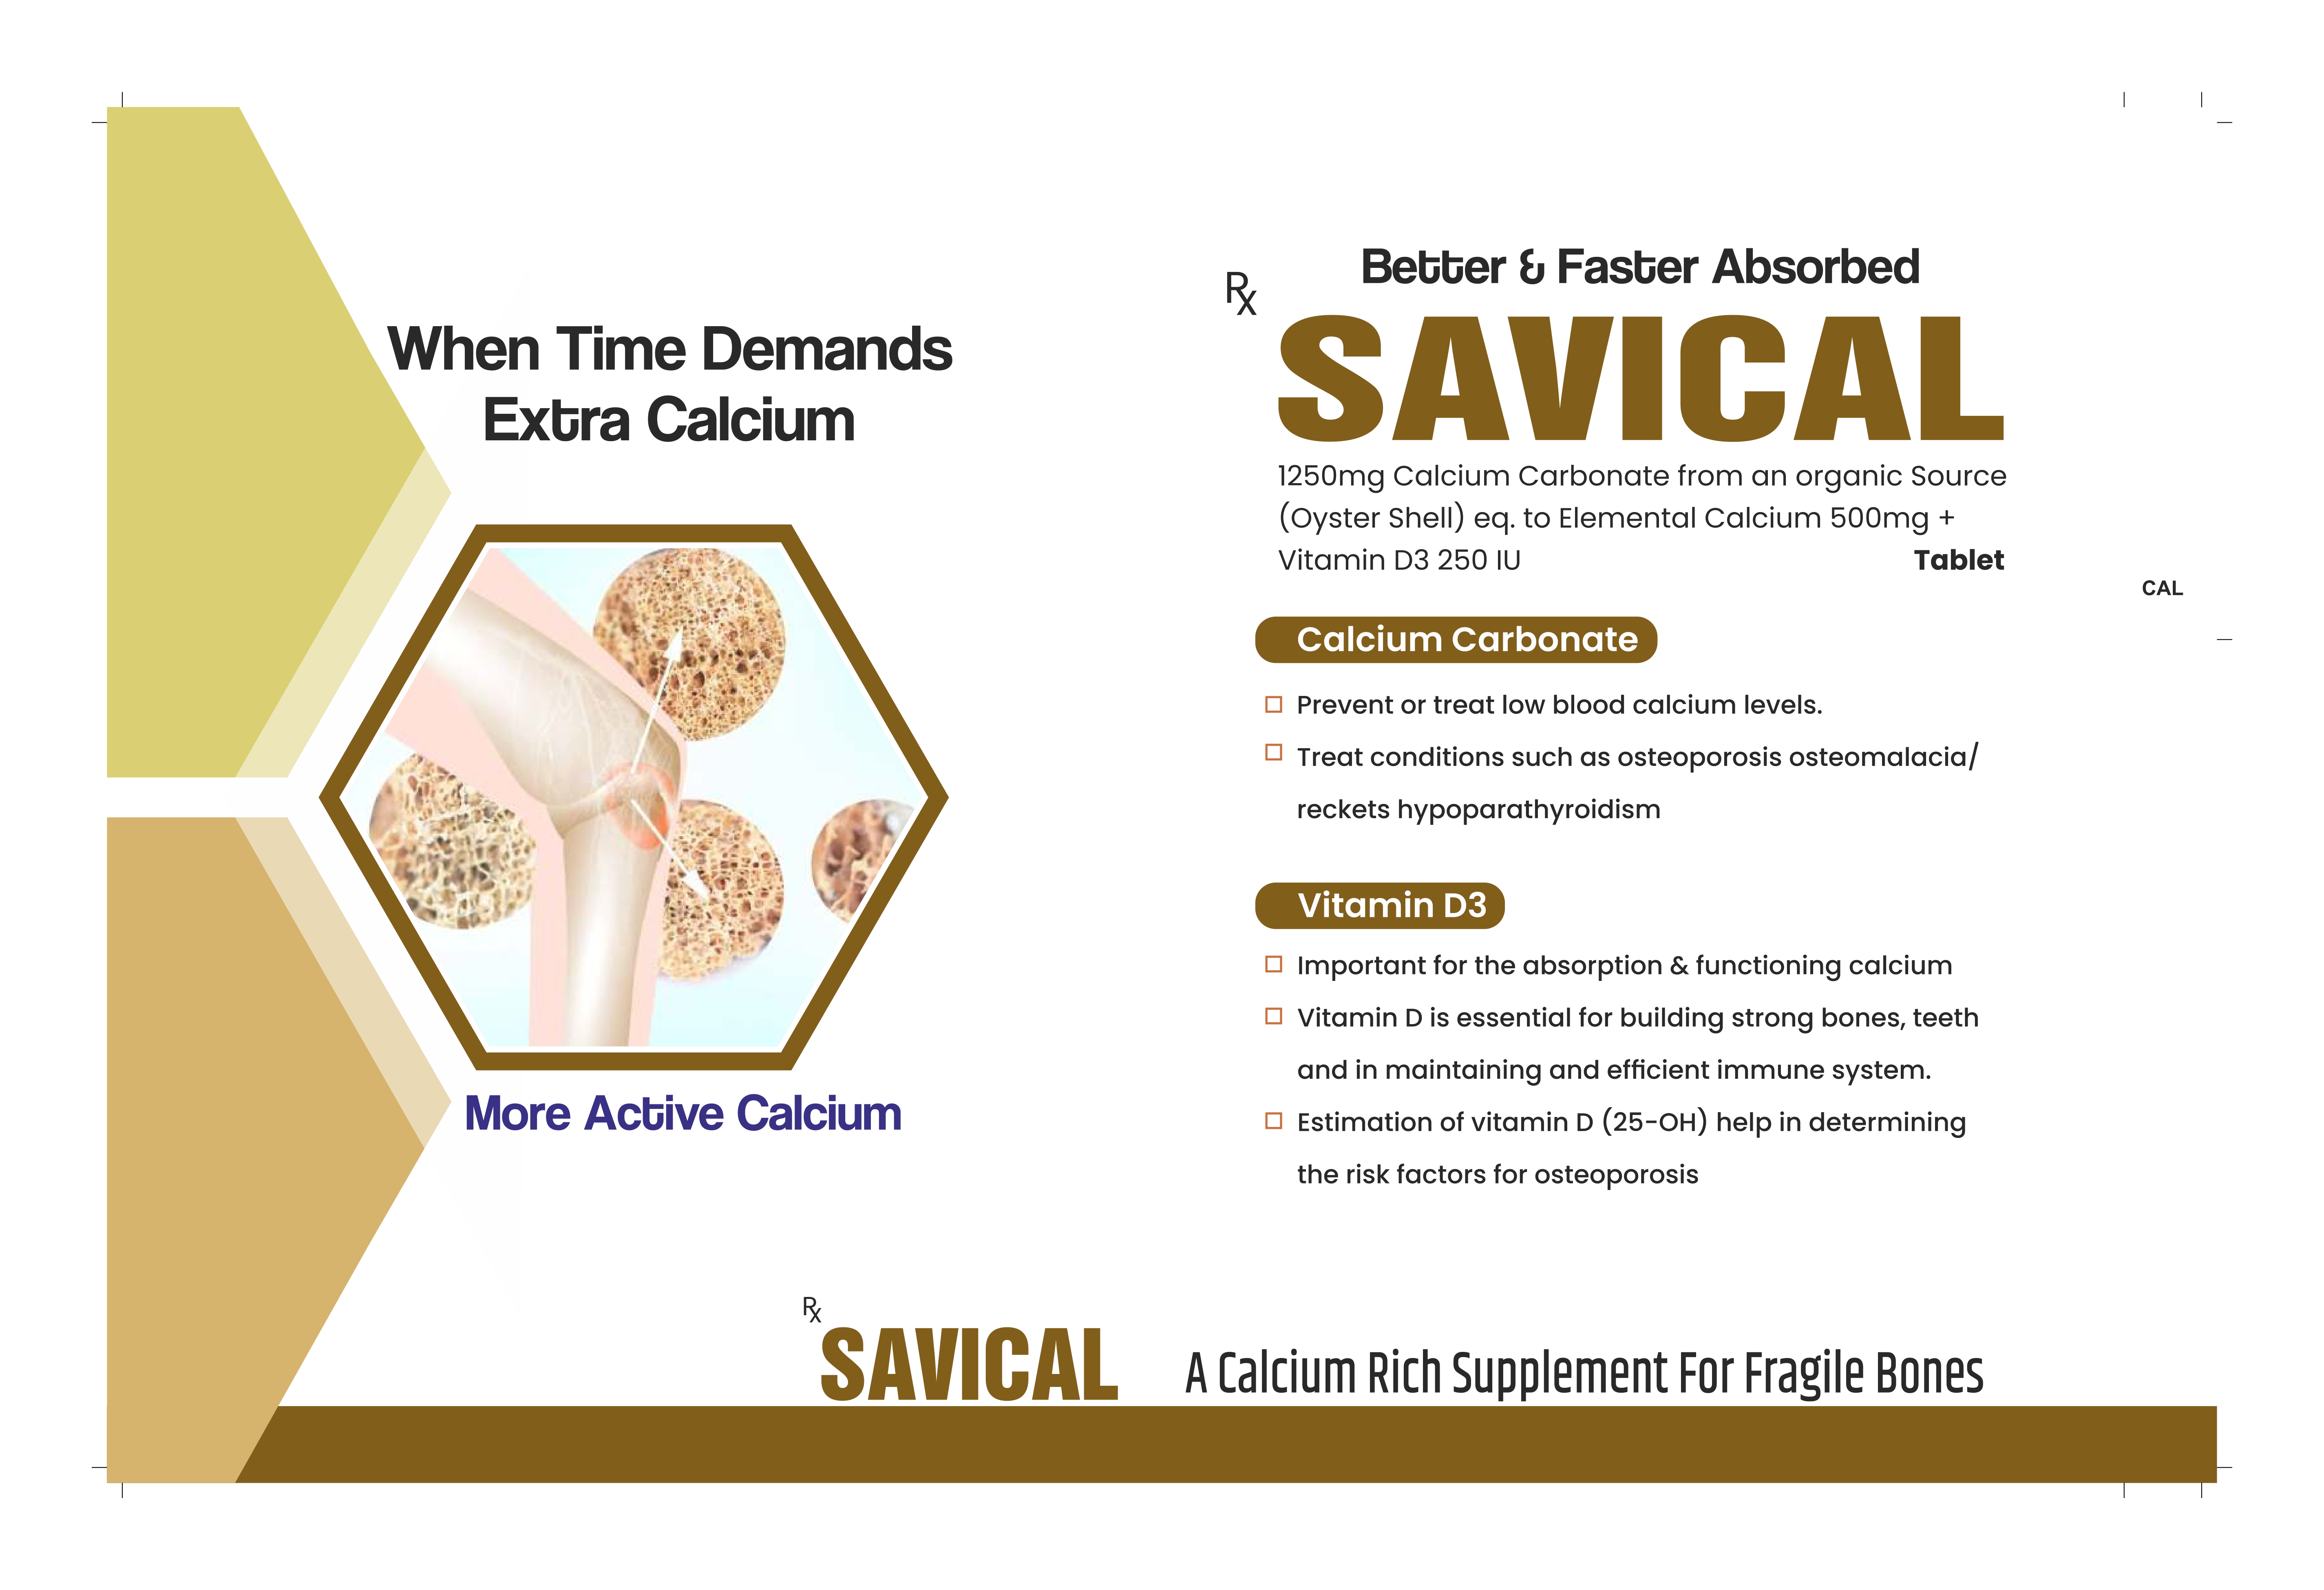 When Time Demands
Extra Calcium
More Active Calcium
Better & Faster Absorbed
Rx
SAVICAL
1250mg Calcium Carbonate from an organic Source
(Oyster Shell) eq. to Elemental Calcium 500mg +
Vitamin D3 250 IU Tablet
CAL
Calcium Carbonate
Prevent or treat low blood calcium levels.
Treat conditions such as osteoporosis osteomalacia/
reckets hypoparathyroidism
Vitamin D3
Important for the absorption & functioning calcium
Vitamin D is essential for building strong bones, teeth
and in maintaining and efficient immune system.
Estimation of vitamin D (25-OH) help in determining
the risk factors for osteoporosis
Rx
SAVICAL A Calcium Rich Supplement For Fragile Bones